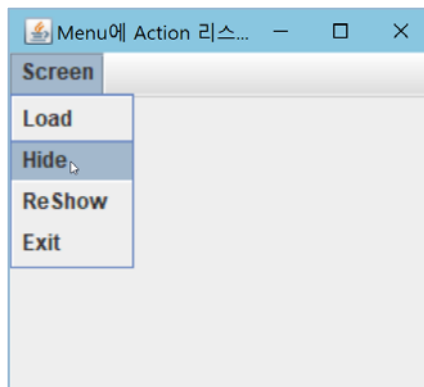 Menu에 Action 리스...
Screen
Load
Hide
ReShow
Exit